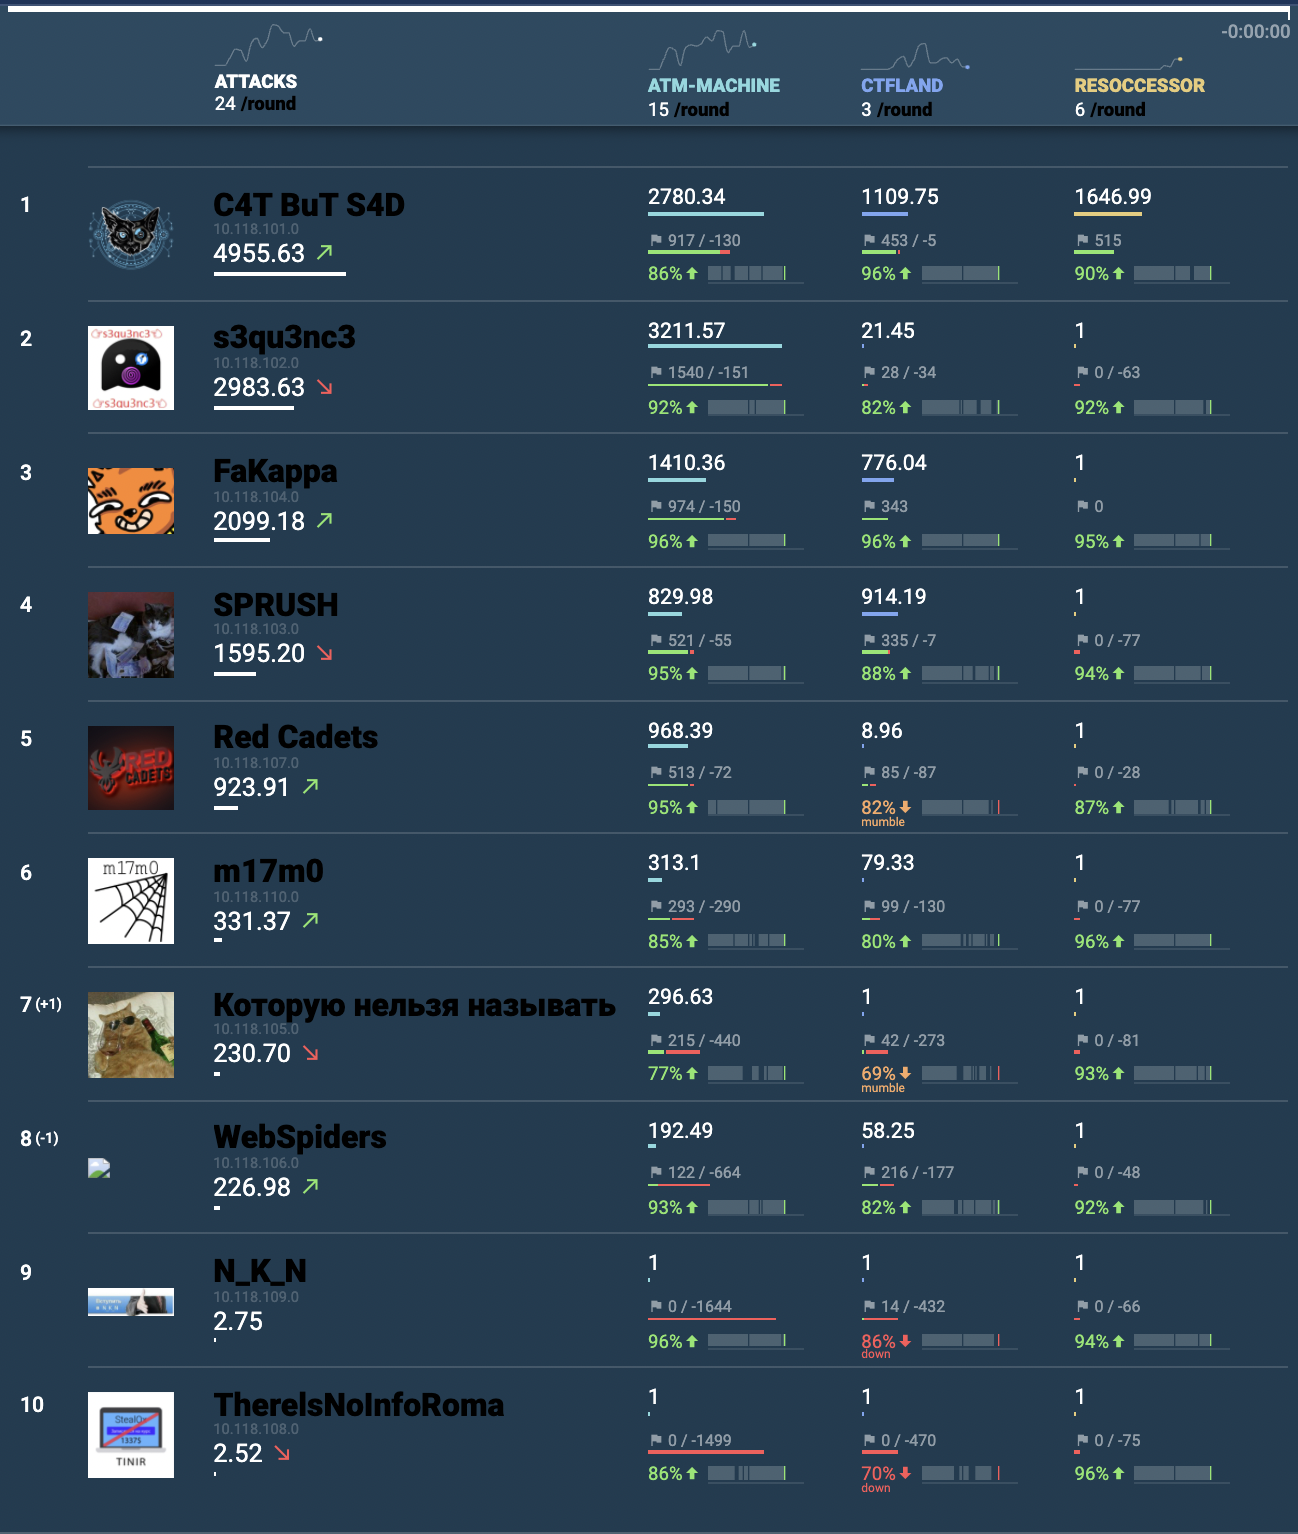 -0:00:00
ATTACKS
24 /round
ATM-MACHINE
15 /round
CTFLAND
3 /round
RESOCCESSOR
6 /round
1
C4T BuT S4D
10.118.101.0
4955.63
2780.34
917 / -130
86%
1109.75
453 / -5
96%
1646.99
515
90%
2
s3qu3nc3
s3qu3nc3
s3qu3nc3
10.118.102.0
2983.63
3211.57
1540 / -151
92%
21.45
28 / -34
82%
1
0 / -63
92%
3
FaKappa
10.118.104.0
2099.18
1410.36
974 / -150
96%
776.04
343
96%
1
0
95%
4
SPRUSH
10.118.103.0
1595.20
829.98
521 / -55
95%
914.19
335 / -7
88%
1
0 / -77
94%
5
RED
CADETS
Red Cadets
10.118.107.0
923.91
968.39
513 / -72
95%
8.96
85 / -87
82%
mumble
1
0 / -28
87%
6
m17m0
m17m0
10.118.110.0
331.37
313.1
293 / -290
85%
79.33
99 / -130
80%
1
0 / -77
96%
7 (+1)
Которую нельзя называть
10.118.105.0
230.70
296.63
215 / -440
77%
1
42 / -273
69%
mumble
1
0 / -81
93%
8 (-1)
WebSpiders
10.118.106.0
226.98
192.49
122 / -664
93%
58.25
216 / -177
82%
1
0 / -48
92%
9
N_K_N
10.118.109.0
2.75
1
0 / -1644
96%
1
14 / -432
86%
down
1
0 / -66
94%
10
1337$
TINIR
ThereIsNoInfoRoma
10.118.108.0
2.52
1
0 / -1499
86%
1
0 / -470
70%
down
1
0 / -75
96%